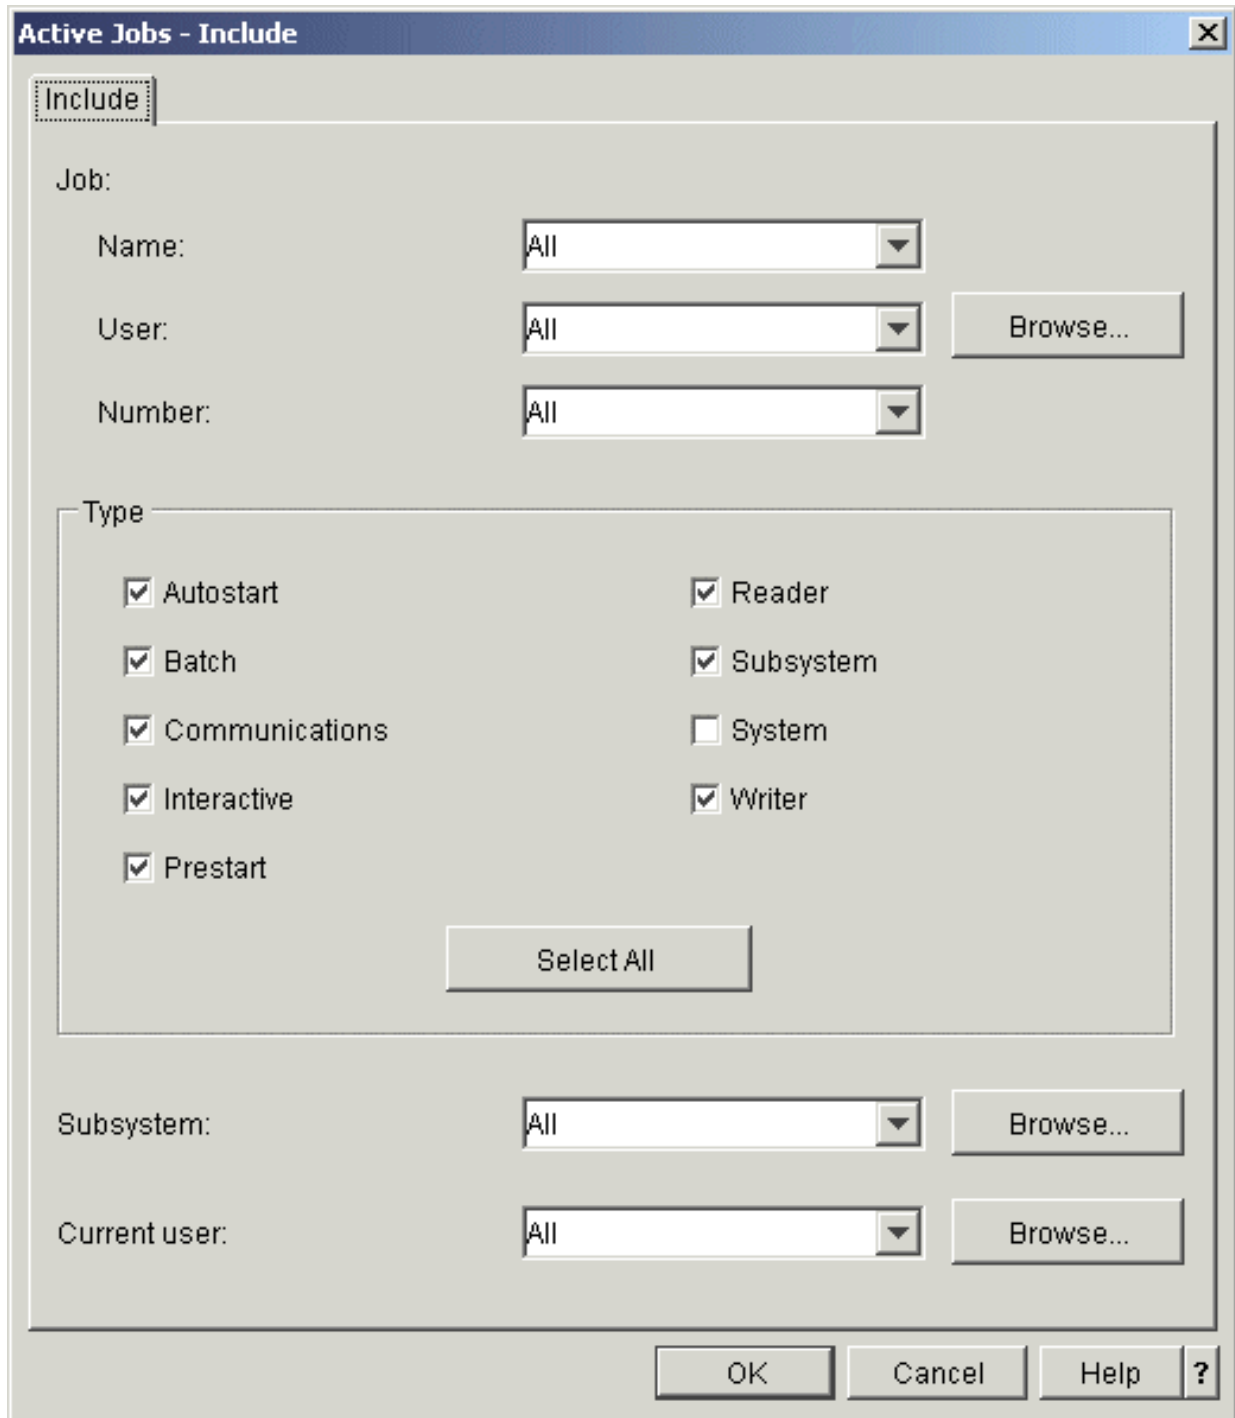 Active Jobs - Include
Include
Job:
Name: All
User: All Browse...
Number: All
Type
Autostart Reader
Batch Subsystem
Communications System
Interactive Writer
Prestart
Select All
Subsystem: All Browse...
Current user: All Browse...
OK Cancel Help ?